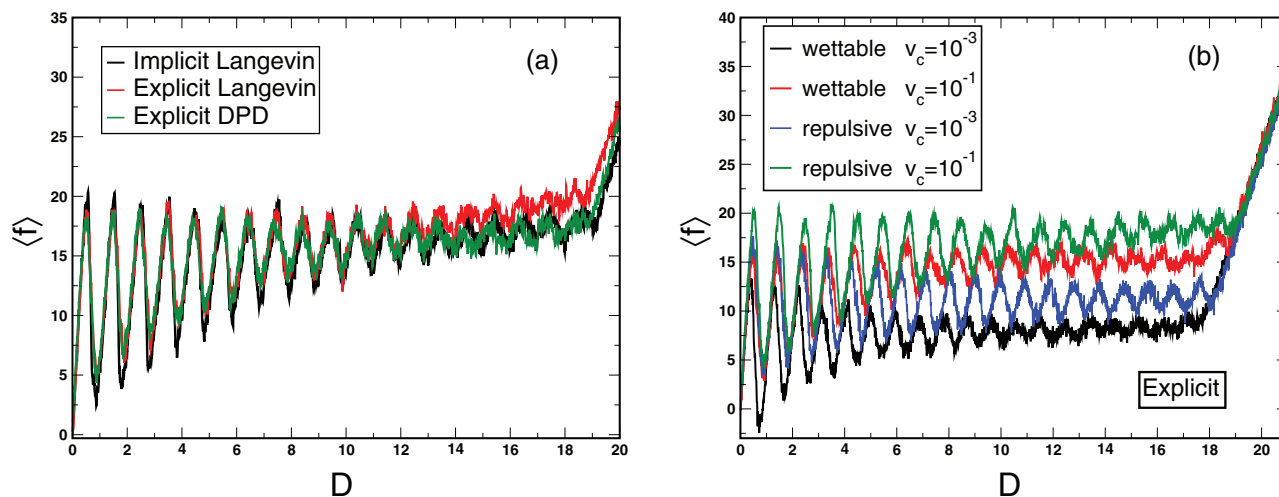 35
30
25
20
15
10
5
0
⟨f⟩
Implicit Langevin
Explicit Langevin
Explicit DPD
(a)
0 2 4 6 8 10 12 14 16 18 20
D
40
35
30
25
20
15
10
5
0
⟨f⟩
wettable v_c=10^-3
wettable v_c=10^-1
repulsive v_c=10^-3
repulsive v_c=10^-1
(b)
Explicit
0 2 4 6 8 10 12 14 16 18 20
D